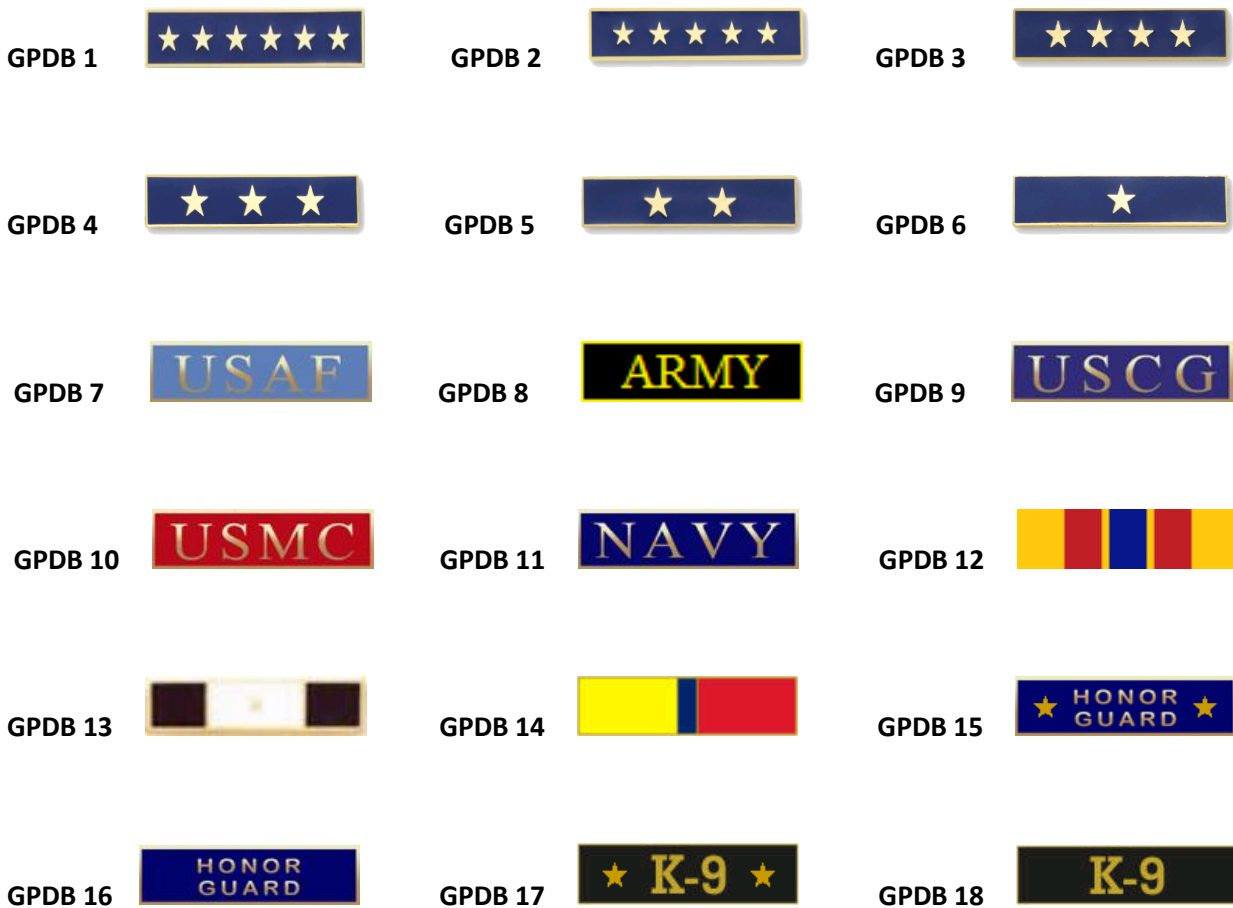 GPDB 1
GPDB 2
GPDB 3
GPDB 4
GPDB 5
GPDB 6
GPDB 7
USAF
GPDB 8
ARMY
GPDB 9
USCG
GPDB 10
USMC
GPDB 11
NAVY
GPDB 12
GPDB 13
GPDB 14
GPDB 15
HONOR
GUARD
GPDB 16
HONOR
GUARD
GPDB 17
K-9
GPDB 18
K-9